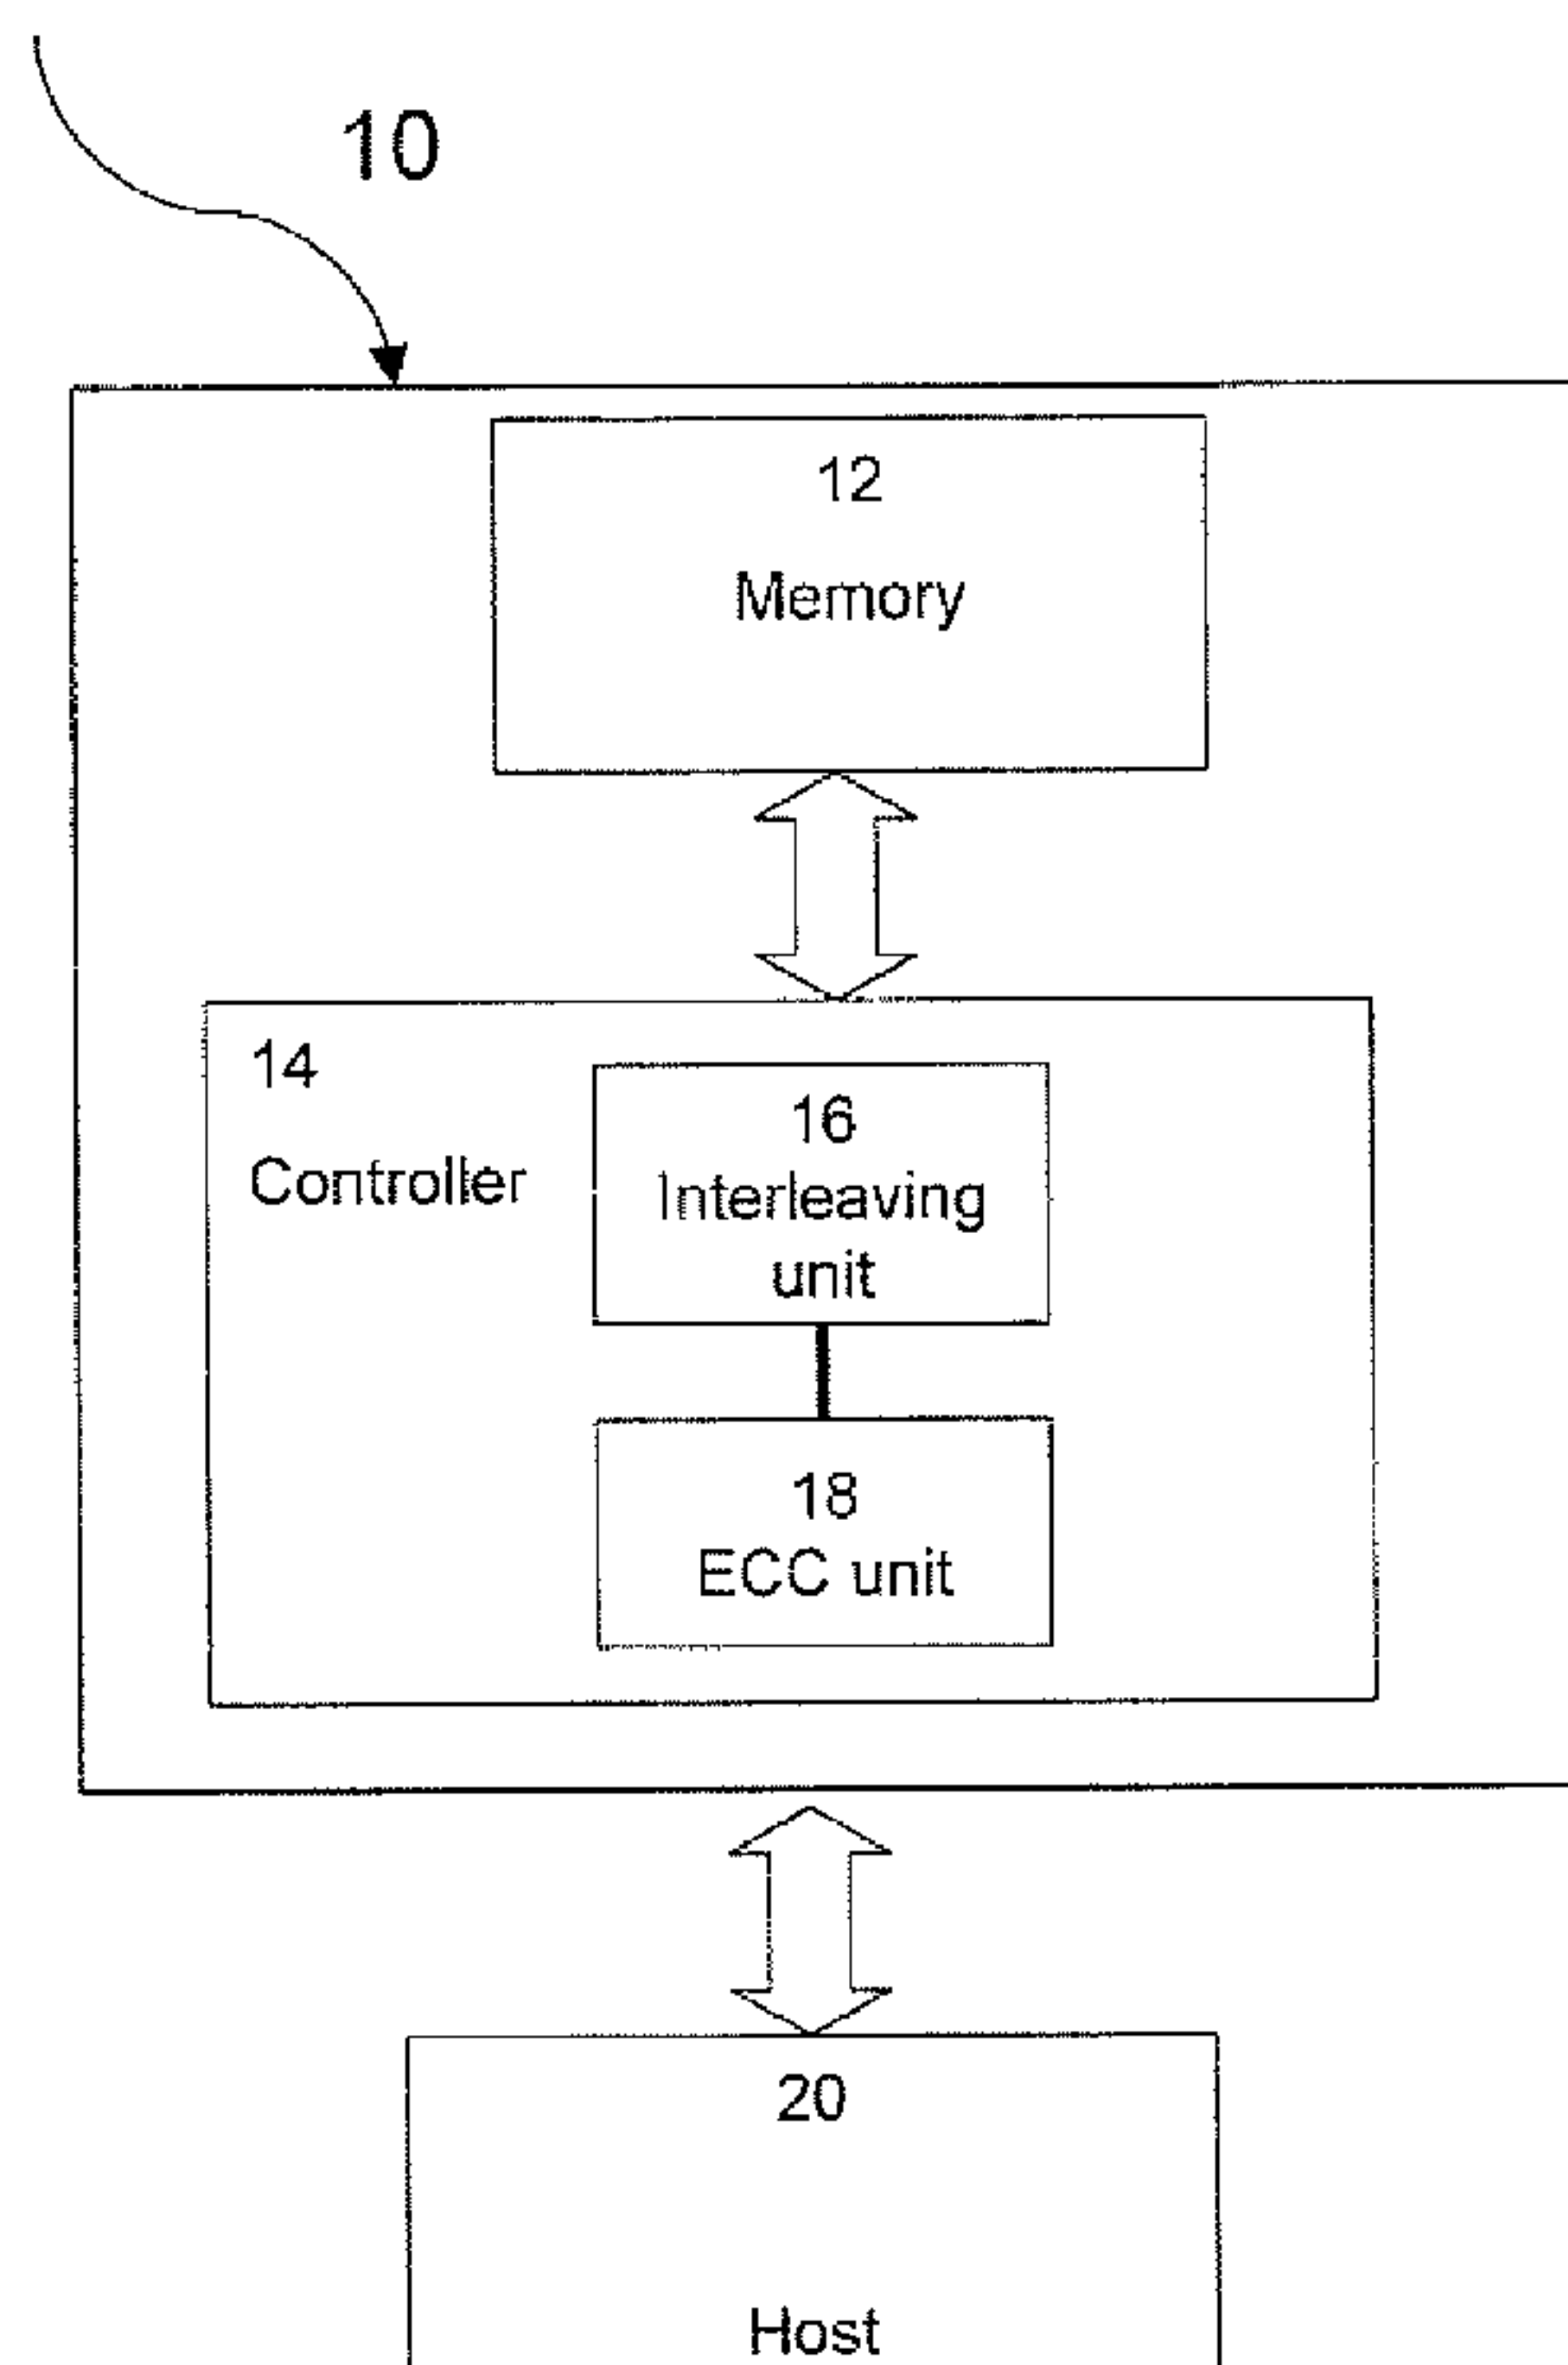 10
12
Memory
14
Controller
16
Interleaving
unit
18
ECC unit
20
Host